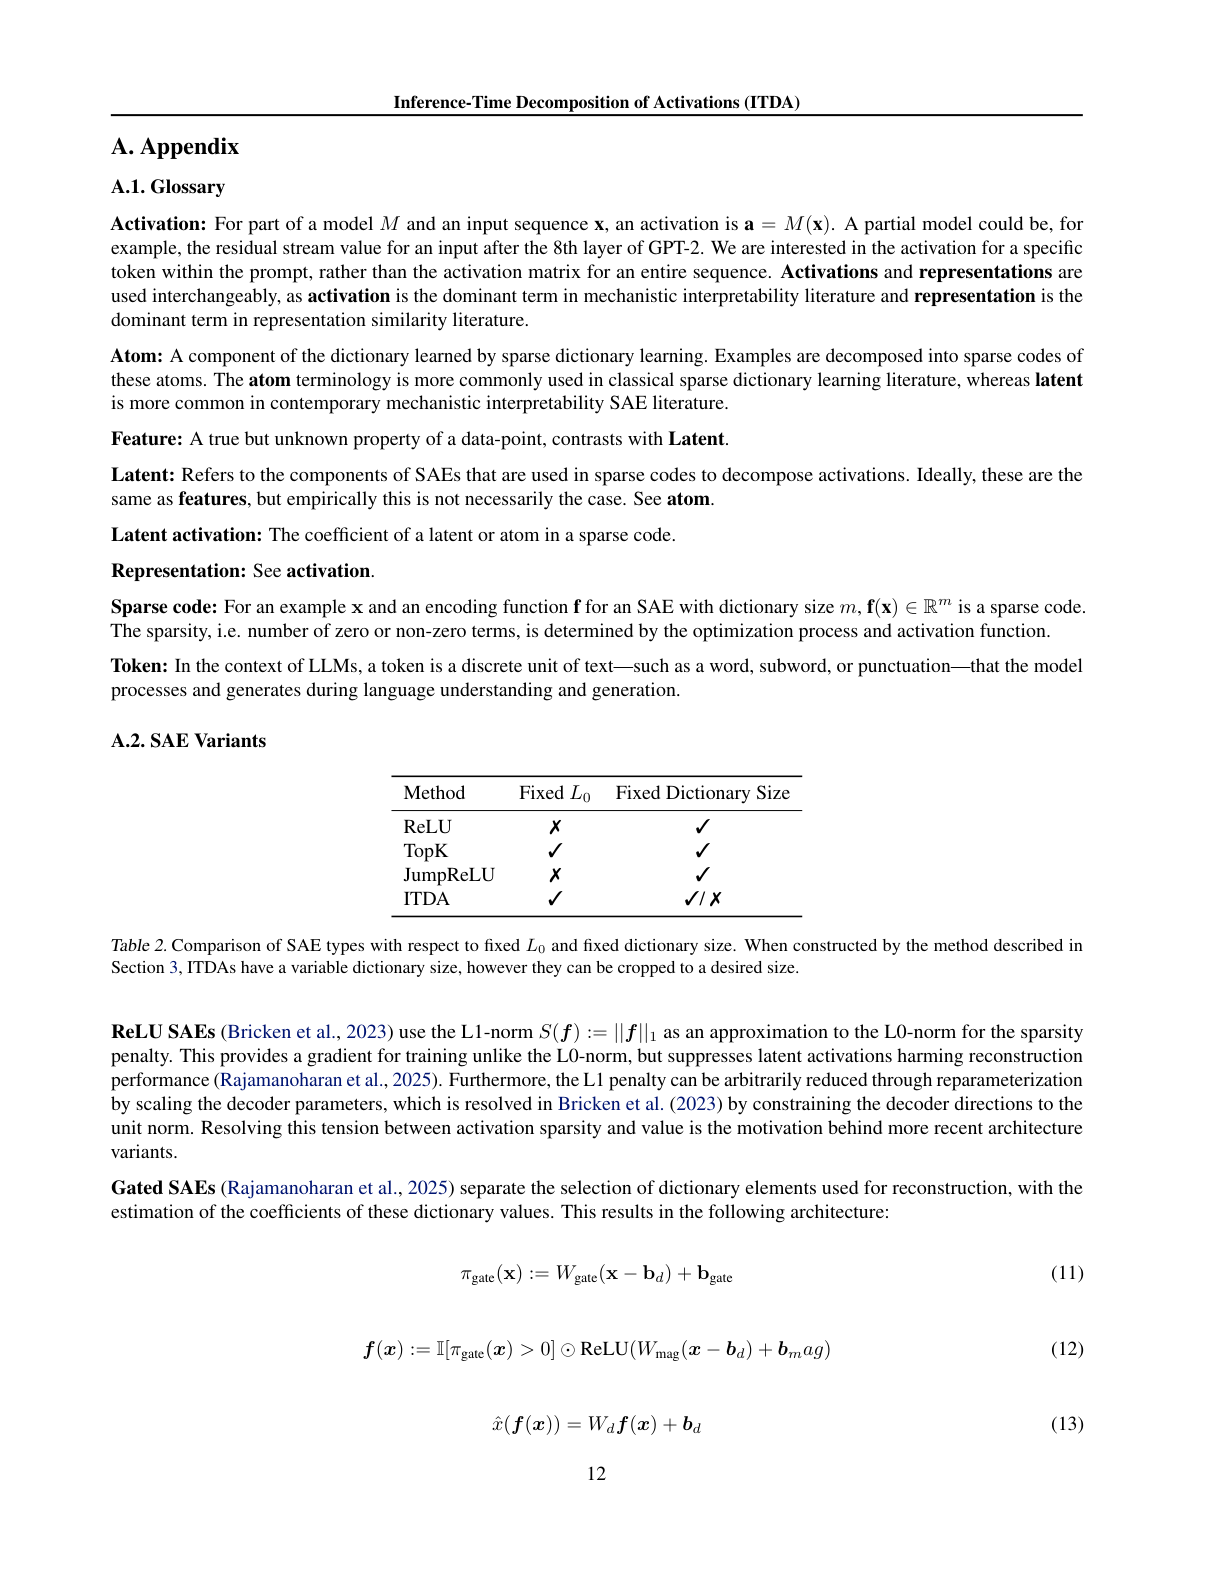 Inference-Time Decomposition of Activations (ITDA)
A. Appendix
A.1. Glossary
Activation: For part of a model M and an input sequence x, an activation is a = M(x). A partial model could be, for
example, the residual stream value for an input after the 8th layer of GPT-2. We are interested in the activation for a specific
token within the prompt, rather than the activation matrix for an entire sequence. Activations and representations are
used interchangeably, as activation is the dominant term in mechanistic interpretability literature and representation is the
dominant term in representation similarity literature.
Atom: A component of the dictionary learned by sparse dictionary learning. Examples are decomposed into sparse codes of
these atoms. The atom terminology is more commonly used in classical sparse dictionary learning literature, whereas latent
is more common in contemporary mechanistic interpretability SAE literature.
Feature: A true but unknown property of a data-point, contrasts with Latent.
Latent: Refers to the components of SAEs that are used in sparse codes to decompose activations. Ideally, these are the
same as features, but empirically this is not necessarily the case. See atom.
Latent activation: The coefficient of a latent or atom in a sparse code.
Representation: See activation.
Sparse code: For an example x and an encoding function f for an SAE with dictionary size m, f(x) ∈ ℝ^m is a sparse code.
The sparsity, i.e. number of zero or non-zero terms, is determined by the optimization process and activation function.
Token: In the context of LLMs, a token is a discrete unit of text—such as a word, subword, or punctuation—that the model
processes and generates during language understanding and generation.
A.2. SAE Variants
Method Fixed L_0 Fixed Dictionary Size
ReLU ✗ ✓
TopK ✓ ✓
JumpReLU ✗ ✓
ITDA ✓ ✓/ ✗
Table 2. Comparison of SAE types with respect to fixed L_0 and fixed dictionary size. When constructed by the method described in
Section 3, ITDAs have a variable dictionary size, however they can be cropped to a desired size.
ReLU SAEs (Bricken et al., 2023) use the L1-norm S(f) := ||f||_1 as an approximation to the L0-norm for the sparsity
penalty. This provides a gradient for training unlike the L0-norm, but suppresses latent activations harming reconstruction
performance (Rajamanoharan et al., 2025). Furthermore, the L1 penalty can be arbitrarily reduced through reparameterization
by scaling the decoder parameters, which is resolved in Bricken et al. (2023) by constraining the decoder directions to the
unit norm. Resolving this tension between activation sparsity and value is the motivation behind more recent architecture
variants.
Gated SAEs (Rajamanoharan et al., 2025) separate the selection of dictionary elements used for reconstruction, with the
estimation of the coefficients of these dictionary values. This results in the following architecture:
π_gate(x) := W_gate(x − b_d) + b_gate (11)
f(x) := 𝕀[π_gate(x) > 0] ⊙ ReLU(W_mag(x − b_d) + b_mag) (12)
x̂(f(x)) = W_d f(x) + b_d (13)
12